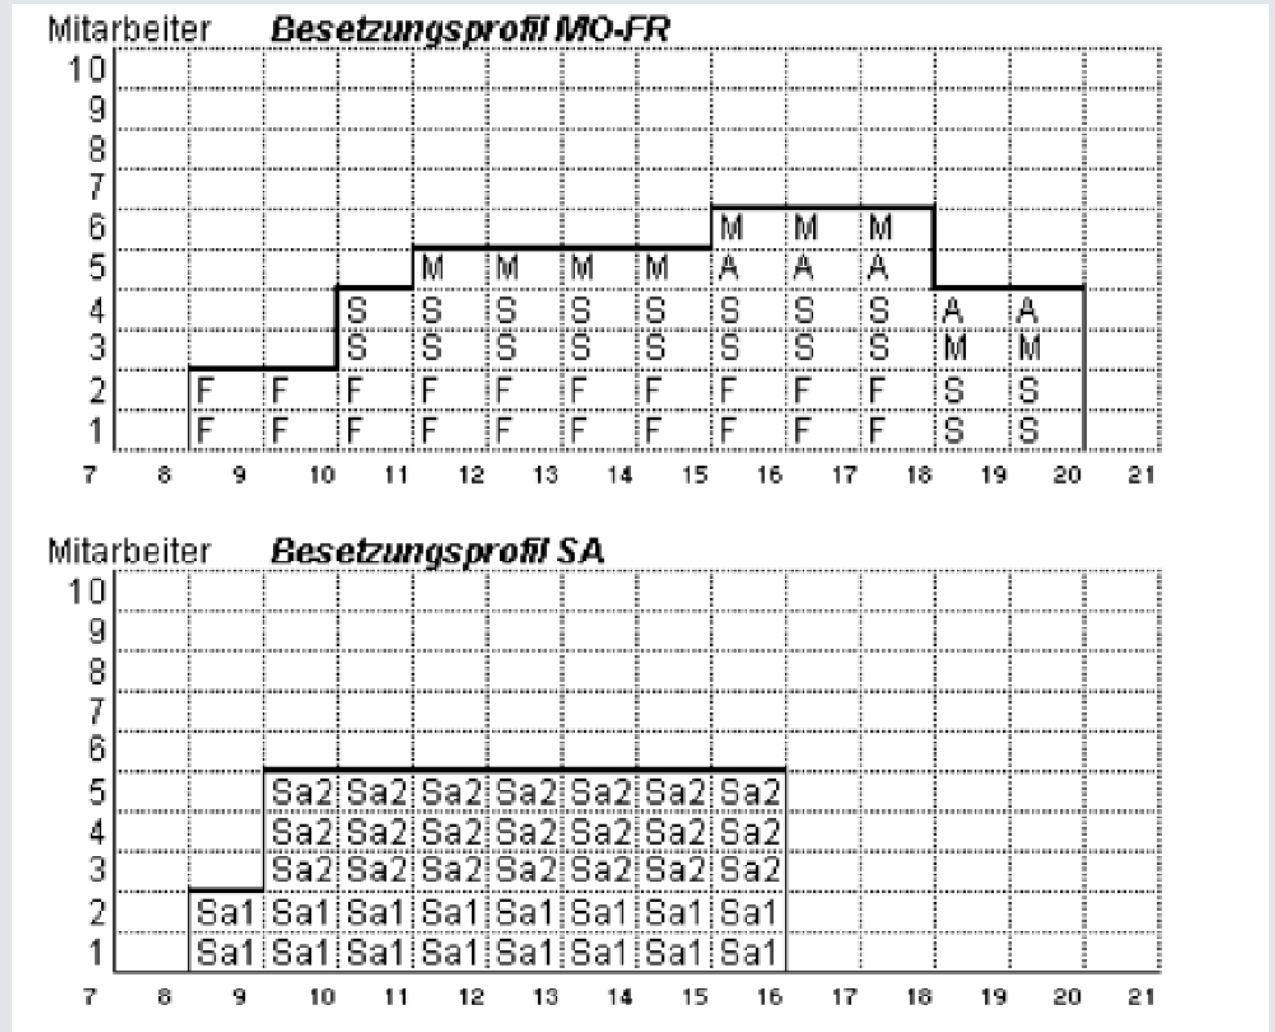 Mitarbeiter Besetzungsprofil MO-FR
10
9
8
7
6 M M M
5 M M M M A A A
4 S S S S S S S S A A
3 S S S S S S S S M M
2 F F F F F F F F F F S S
1 F F F F F F F F F F S S
7 8 9 10 11 12 13 14 15 16 17 18 19 20 21
Mitarbeiter Besetzungsprofil SA
10
9
8
7
6
5 Sa2 Sa2 Sa2 Sa2 Sa2 Sa2 Sa2
4 Sa2 Sa2 Sa2 Sa2 Sa2 Sa2 Sa2
3 Sa2 Sa2 Sa2 Sa2 Sa2 Sa2 Sa2
2 Sa1 Sa1 Sa1 Sa1 Sa1 Sa1 Sa1 Sa1
1 Sa1 Sa1 Sa1 Sa1 Sa1 Sa1 Sa1 Sa1
7 8 9 10 11 12 13 14 15 16 17 18 19 20 21